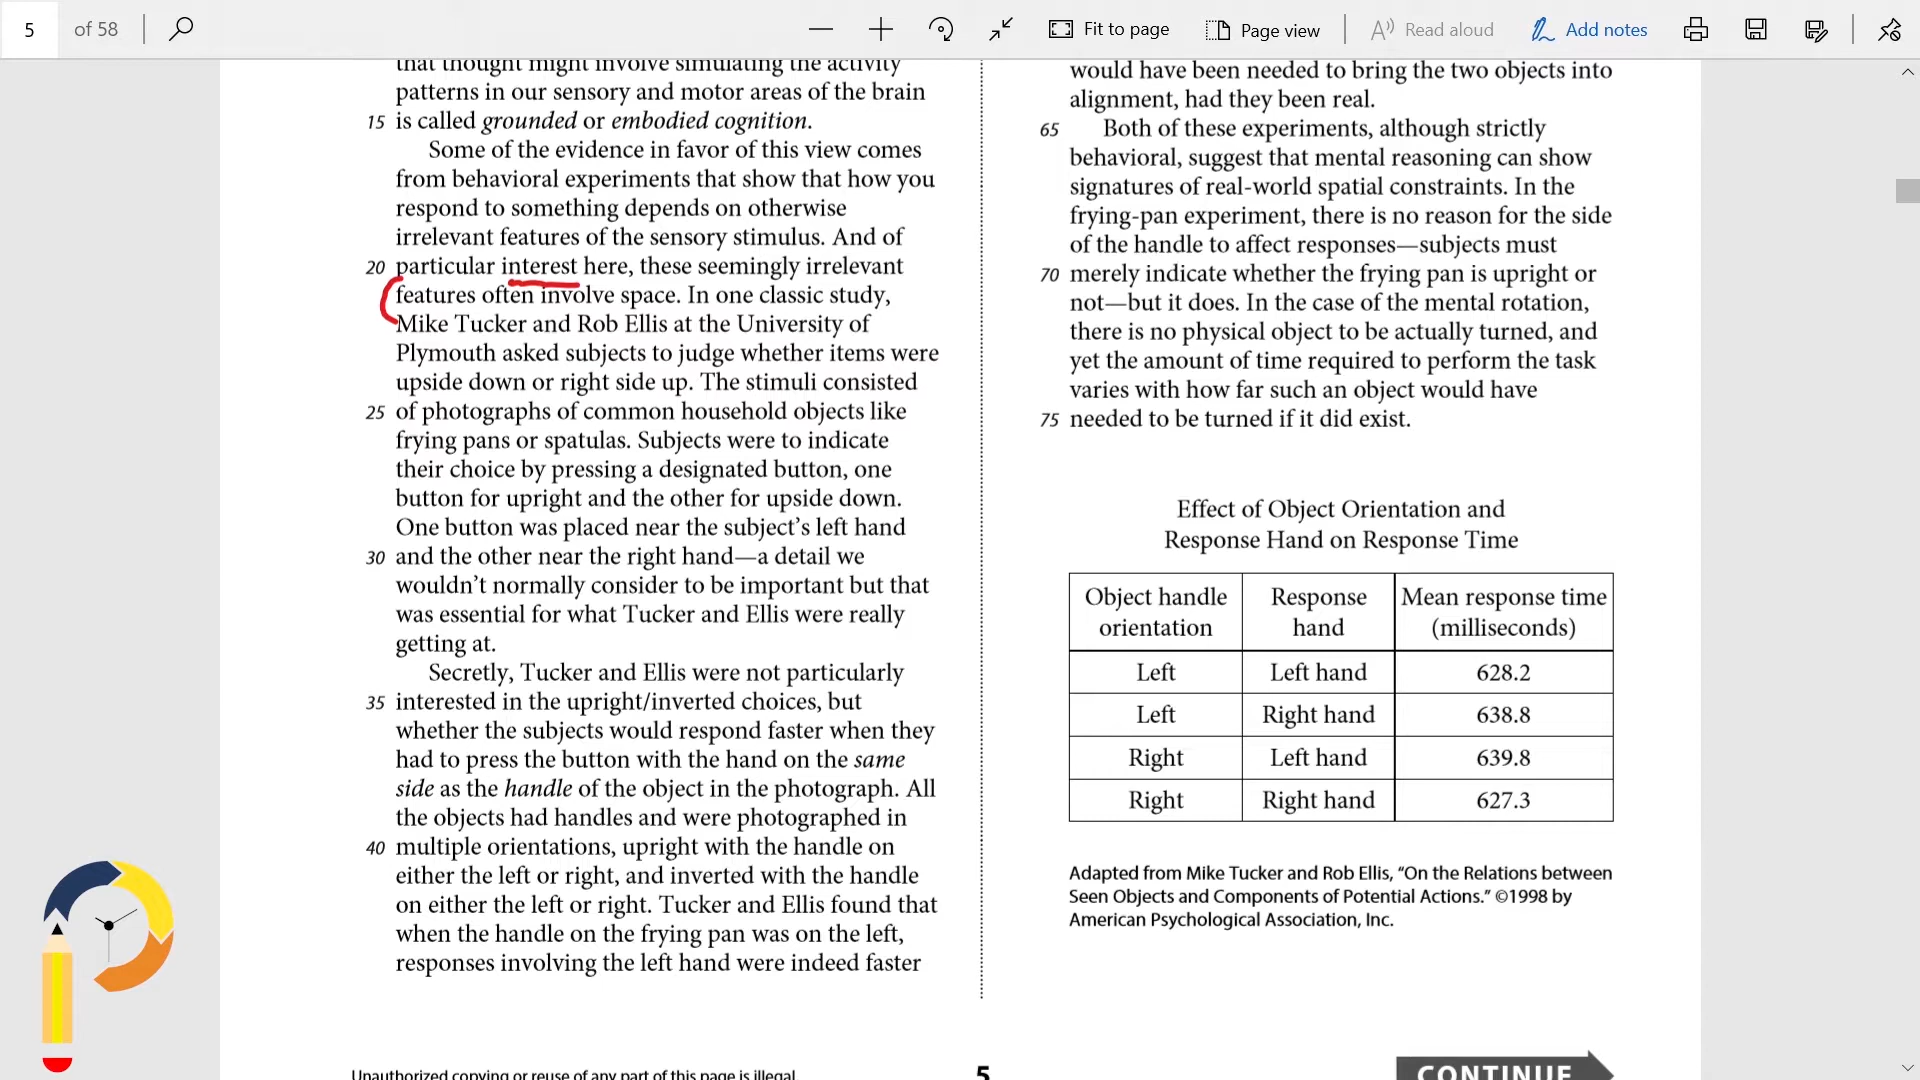 5 of 58
Fit to page
Page view
Read aloud
Add notes
that thought might involve simulating the activity
patterns in our sensory and motor areas of the brain
15 is called grounded or embodied cognition.
Some of the evidence in favor of this view comes
from behavioral experiments that show that how you
respond to something depends on otherwise
irrelevant features of the sensory stimulus. And of
20 particular interest here, these seemingly irrelevant
features often involve space. In one classic study,
Mike Tucker and Rob Ellis at the University of
Plymouth asked subjects to judge whether items were
upside down or right side up. The stimuli consisted
25 of photographs of common household objects like
frying pans or spatulas. Subjects were to indicate
their choice by pressing a designated button, one
button for upright and the other for upside down.
One button was placed near the subject's left hand
30 and the other near the right hand—a detail we
wouldn't normally consider to be important but that
was essential for what Tucker and Ellis were really
getting at.
Secretly, Tucker and Ellis were not particularly
35 interested in the upright/inverted choices, but
whether the subjects would respond faster when they
had to press the button with the hand on the same
side as the handle of the object in the photograph. All
the objects had handles and were photographed in
40 multiple orientations, upright with the handle on
either the left or right, and inverted with the handle
on either the left or right. Tucker and Ellis found that
when the handle on the frying pan was on the left,
responses involving the left hand were indeed faster
would have been needed to bring the two objects into
alignment, had they been real.
65 Both of these experiments, although strictly
behavioral, suggest that mental reasoning can show
signatures of real-world spatial constraints. In the
frying-pan experiment, there is no reason for the side
of the handle to affect responses—subjects must
70 merely indicate whether the frying pan is upright or
not—but it does. In the case of the mental rotation,
there is no physical object to be actually turned, and
yet the amount of time required to perform the task
varies with how far such an object would have
75 needed to be turned if it did exist.
Effect of Object Orientation and
Response Hand on Response Time
Object handle orientation Response hand Mean response time (milliseconds)
Left Left hand 628.2
Left Right hand 638.8
Right Left hand 639.8
Right Right hand 627.3
Adapted from Mike Tucker and Rob Ellis, “On the Relations between
Seen Objects and Components of Potential Actions.” ©1998 by
American Psychological Association, Inc.
Unauthorized copying or reuse of any part of this page is illegal.
5
CONTINUE